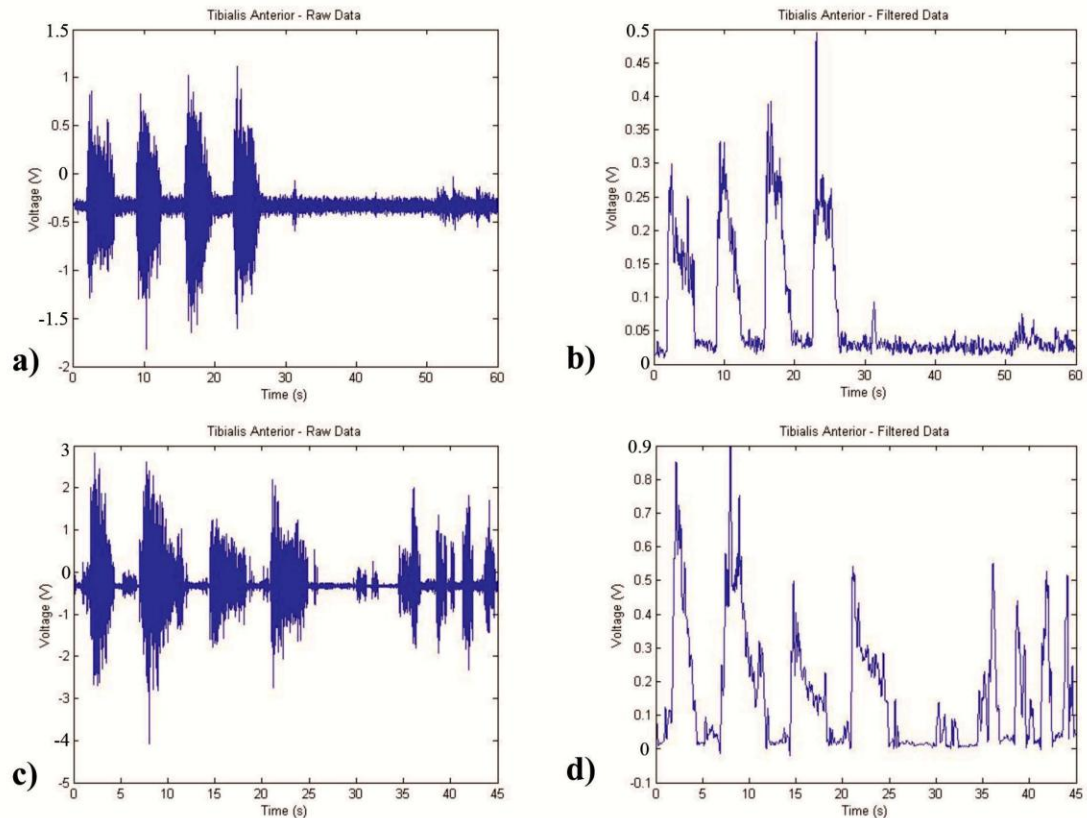 Tibialis Anterior - Raw Data
1.5
1
0.5
0
-0.5
-1
-1.5
-2
Voltage (V)
0 10 20 30 40 50 60
Time (s)
a)
Tibialis Anterior - Filtered Data
0.5
0.45
0.4
0.35
0.3
0.25
0.2
0.15
0.1
0.05
0
Voltage (V)
0 10 20 30 40 50 60
Time (s)
b)
Tibialis Anterior - Raw Data
3
2
1
0
-1
-2
-3
-4
-5
Voltage (V)
0 5 10 15 20 25 30 35 40 45
Time (s)
c)
Tibialis Anterior - Filtered Data
0.9
0.8
0.7
0.6
0.5
0.4
0.3
0.2
0.1
0
-0.1
Voltage (V)
0 5 10 15 20 25 30 35 40 45
Time (s)
d)